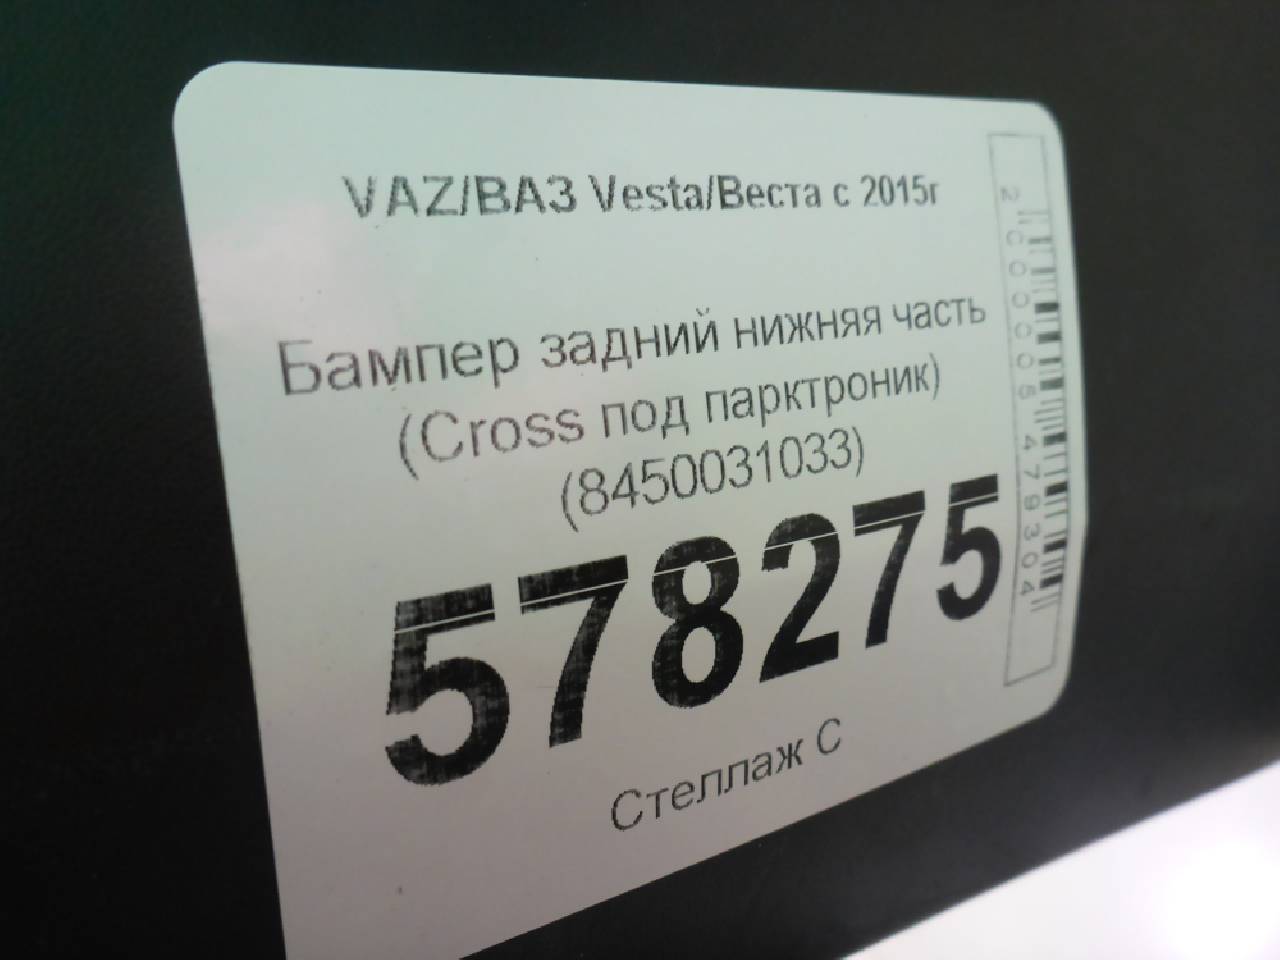 VAZ/ВАЗ Vesta/Веста с 2015г
Бампер задний нижняя часть
(Cross под парктроник)
(8450031033)
578275
Стеллаж С
2000005479304